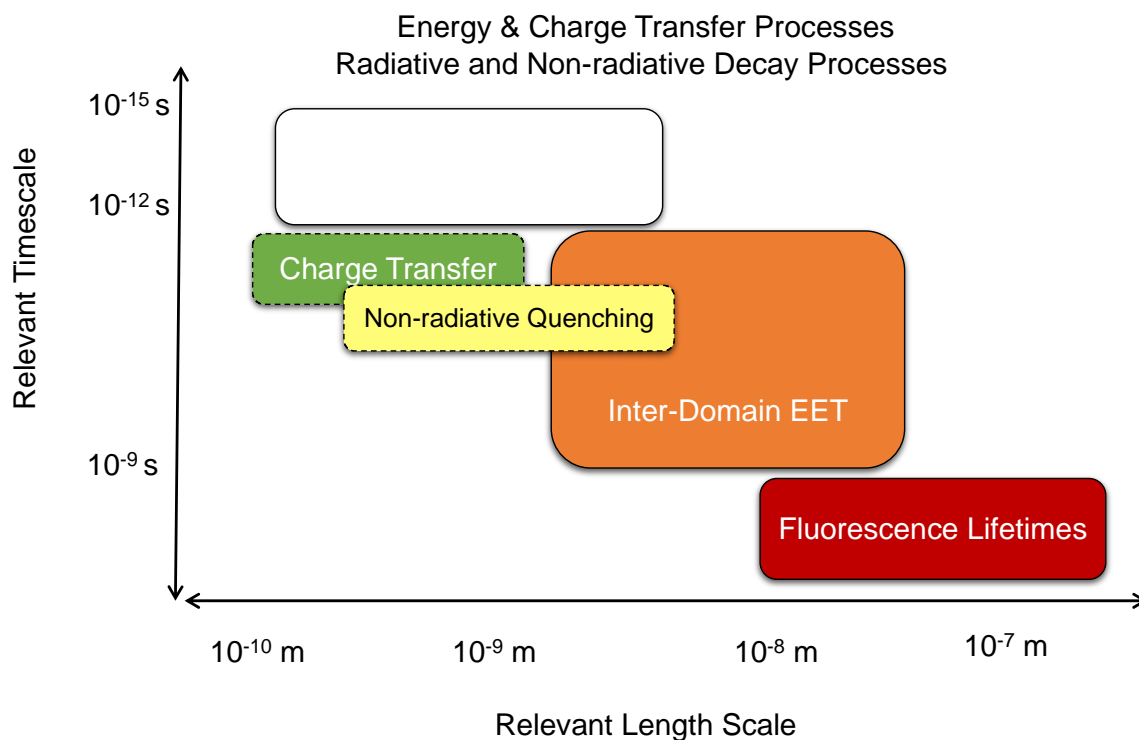 Energy & Charge Transfer Processes
Radiative and Non-radiative Decay Processes
Relevant Timescale
10⁻¹⁵ s
10⁻¹² s
10⁻⁹ s
Charge Transfer
Non-radiative Quenching
Inter-Domain EET
Fluorescence Lifetimes
10⁻¹⁰ m
10⁻⁹ m
10⁻⁸ m
10⁻⁷ m
Relevant Length Scale